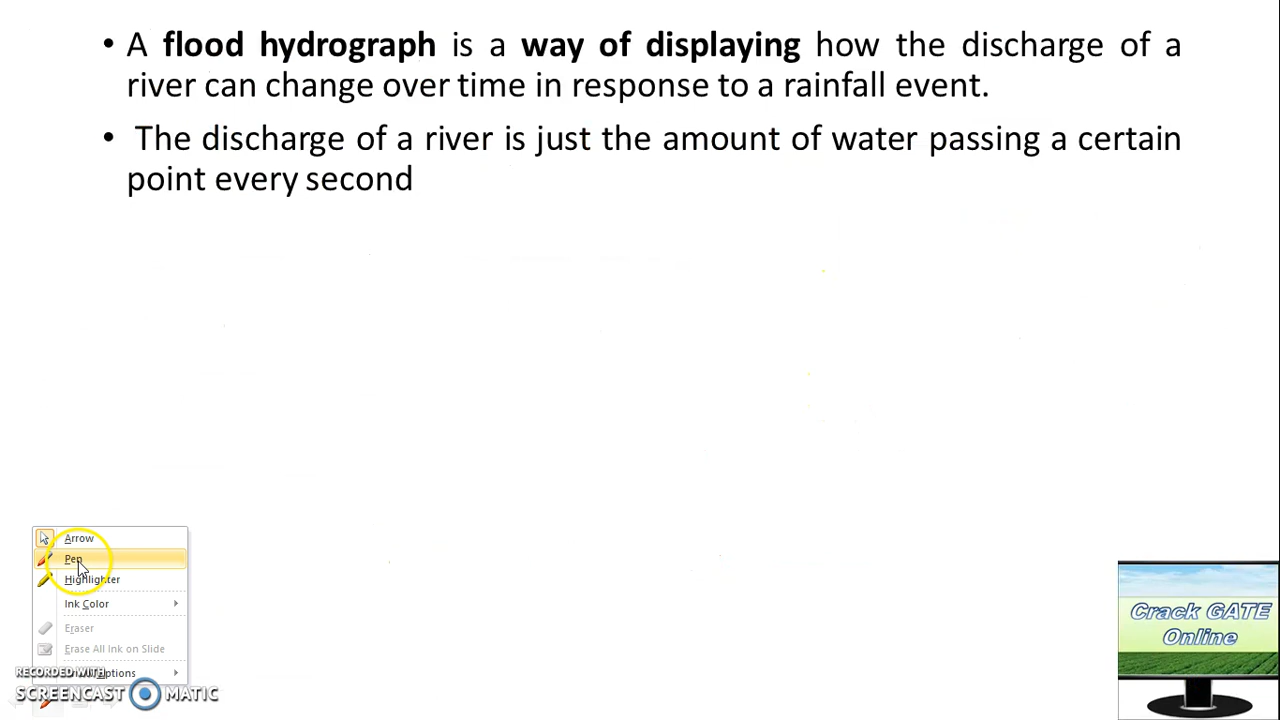 • A flood hydrograph is a way of displaying how the discharge of a
river can change over time in response to a rainfall event.
• The discharge of a river is just the amount of water passing a certain
point every second
Arrow
Pen
Highlighter
Ink Color
Eraser
Erase All Ink on Slide
Options
RECORDED WITH
SCREENCAST MATIC
Crack GATE
Online